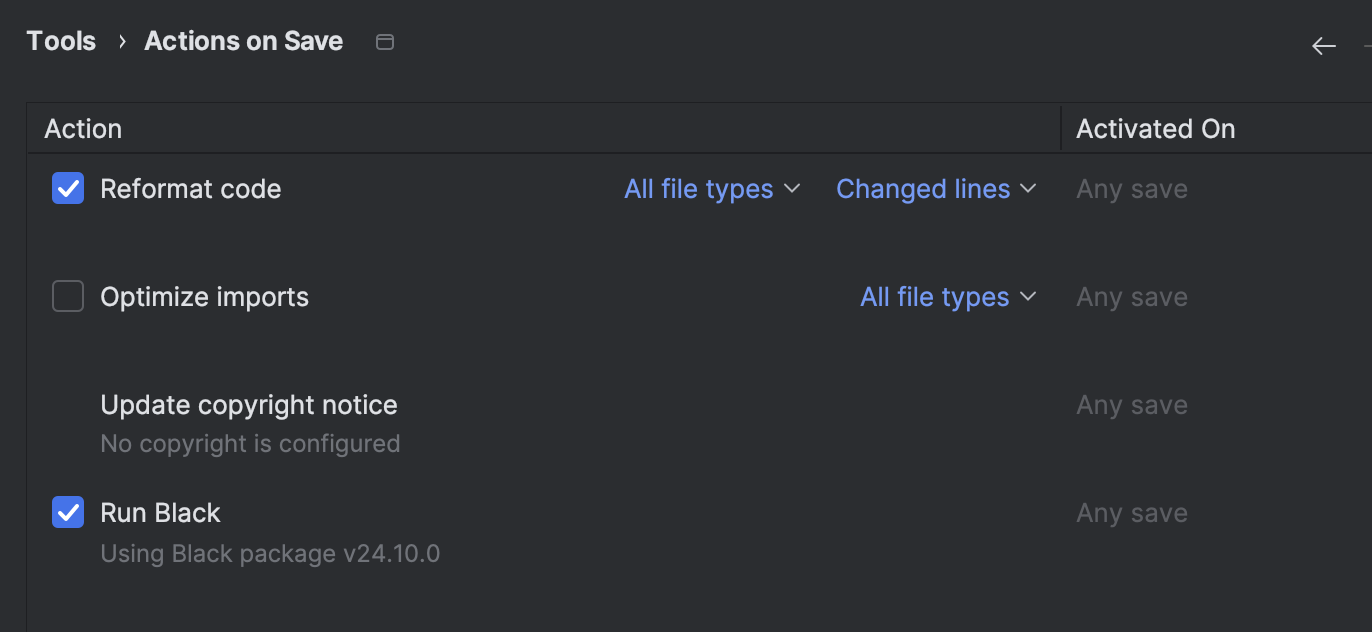 Tools › Actions on Save
Action Activated On
Reformat code All file types Changed lines Any save
Optimize imports All file types Any save
Update copyright notice Any save
No copyright is configured
Run Black Any save
Using Black package v24.10.0